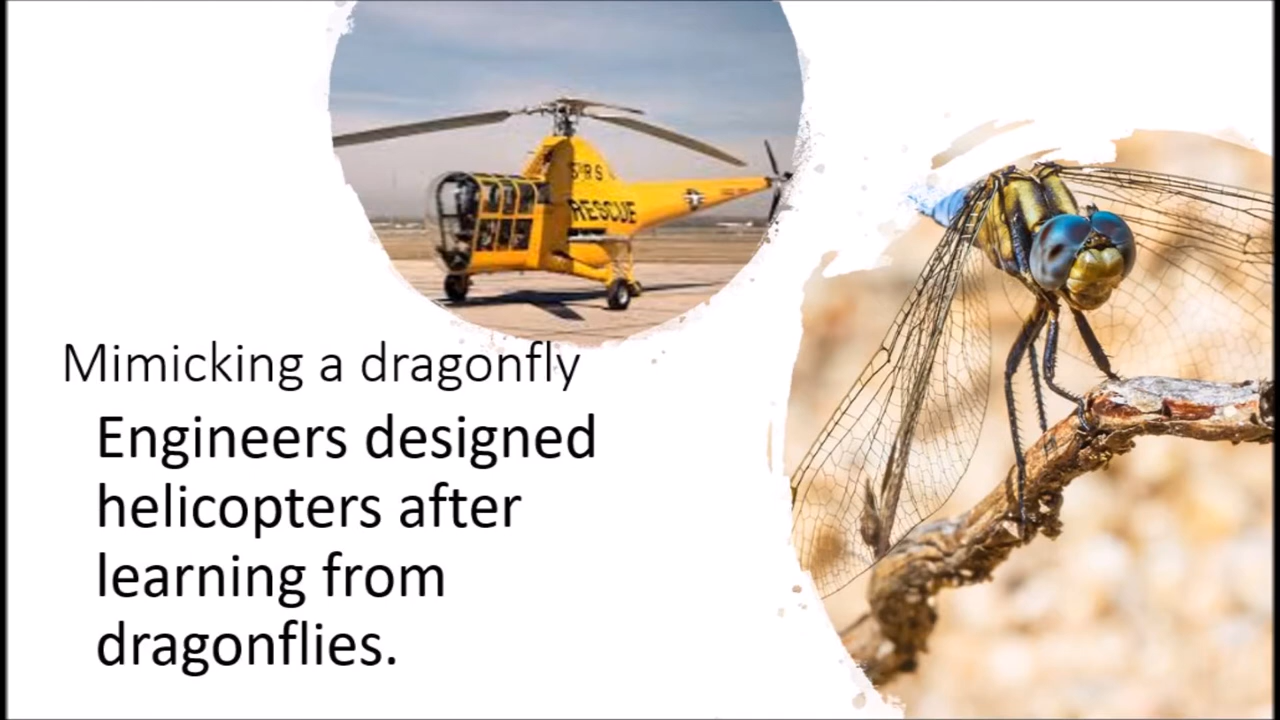 RESCUE
Mimicking a dragonfly
Engineers designed
helicopters after
learning from
dragonflies.